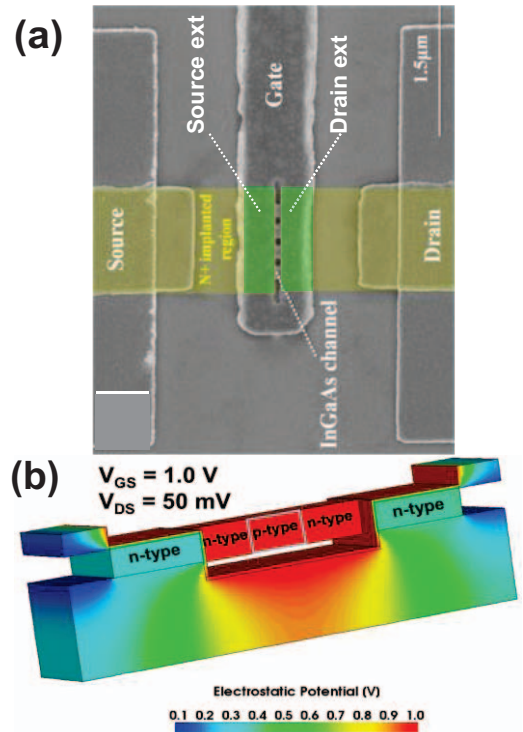 (a)
Source ext
Gate
Drain ext
1.5μm
Source
N+ implanted
region
Drain
InGaAs channel
(b)
V_GS = 1.0 V
V_DS = 50 mV
n-type
n-type
p-type
n-type
n-type
Electrostatic Potential (V)
0.1 0.2 0.3 0.4 0.5 0.6 0.7 0.8 0.9 1.0